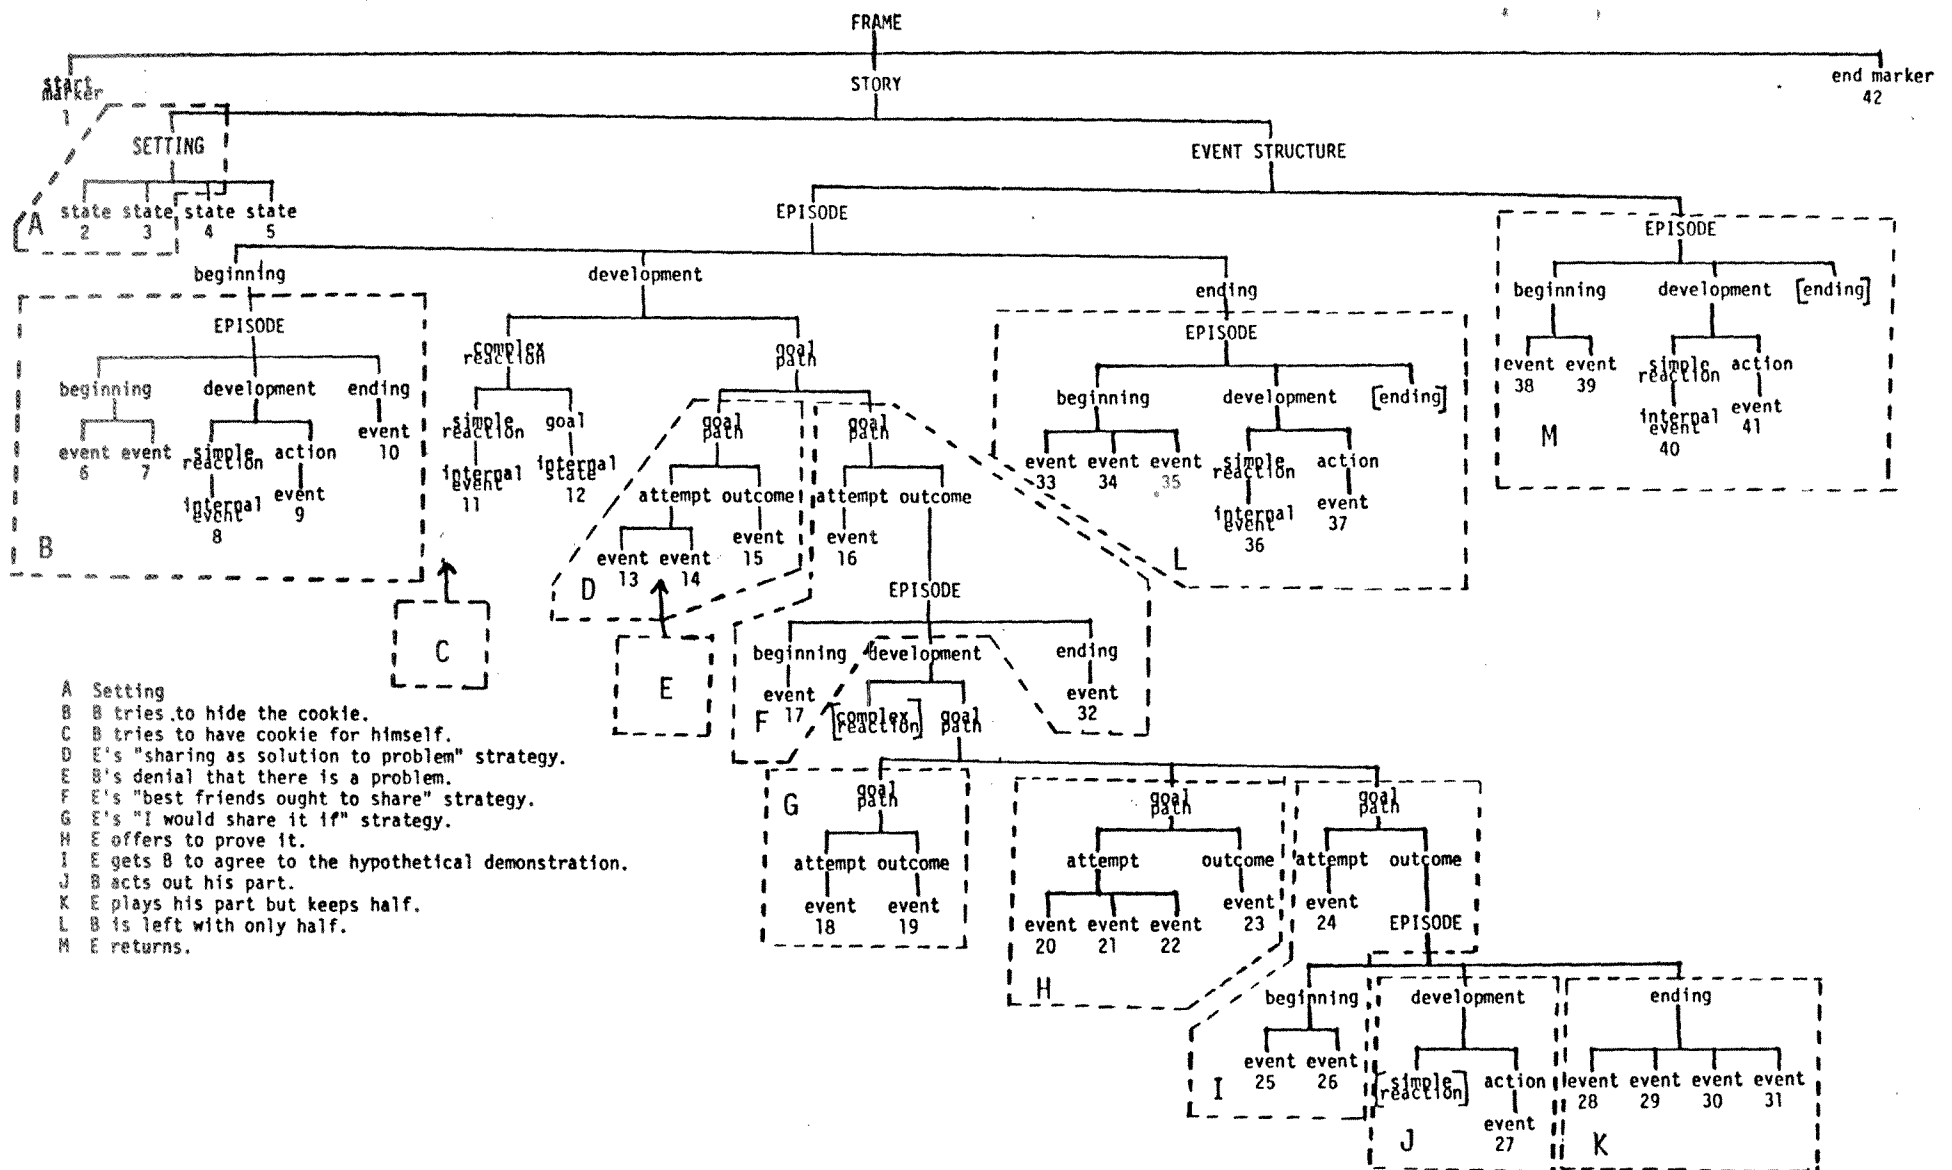 FRAME
start marker
1
STORY
end marker
42
SETTING
EVENT STRUCTURE
A
state state state state
2 3 4 5
EPISODE
EPISODE
beginning
development
ending
beginning development [ending]
event event
38 39
simple reaction
action
internal event
40
event
41
M
EPISODE
beginning development ending
event event
6 7
simple reaction
action
event
10
internal event
8
event
9
B
complex reaction
goal path
simple reaction
goal
internal event
11
internal state
12
goal path
goal path
attempt outcome
attempt outcome
event event
13 14
event
15
event
16
D
EPISODE
beginning development [ending]
event event event
33 34 35
simple reaction
action
internal event
36
event
37
L
C
E
EPISODE
beginning development ending
event
17
[complex reaction]
goal path
event
32
F
A Setting
B B tries to hide the cookie.
C B tries to have cookie for himself.
D E's "sharing as solution to problem" strategy.
E B's denial that there is a problem.
F E's "best friends ought to share" strategy.
G E's "I would share it if" strategy.
H E offers to prove it.
I E gets B to agree to the hypothetical demonstration.
J B acts out his part.
K E plays his part but keeps half.
L B is left with only half.
M E returns.
G
goal path
attempt outcome
event event
18 19
goal path
attempt outcome
event event event
20 21 22
event
23
H
goal path
attempt outcome
event
24
EPISODE
beginning development ending
event event
25 26
I
[simple reaction]
action
event
27
J
event event event event
28 29 30 31
K